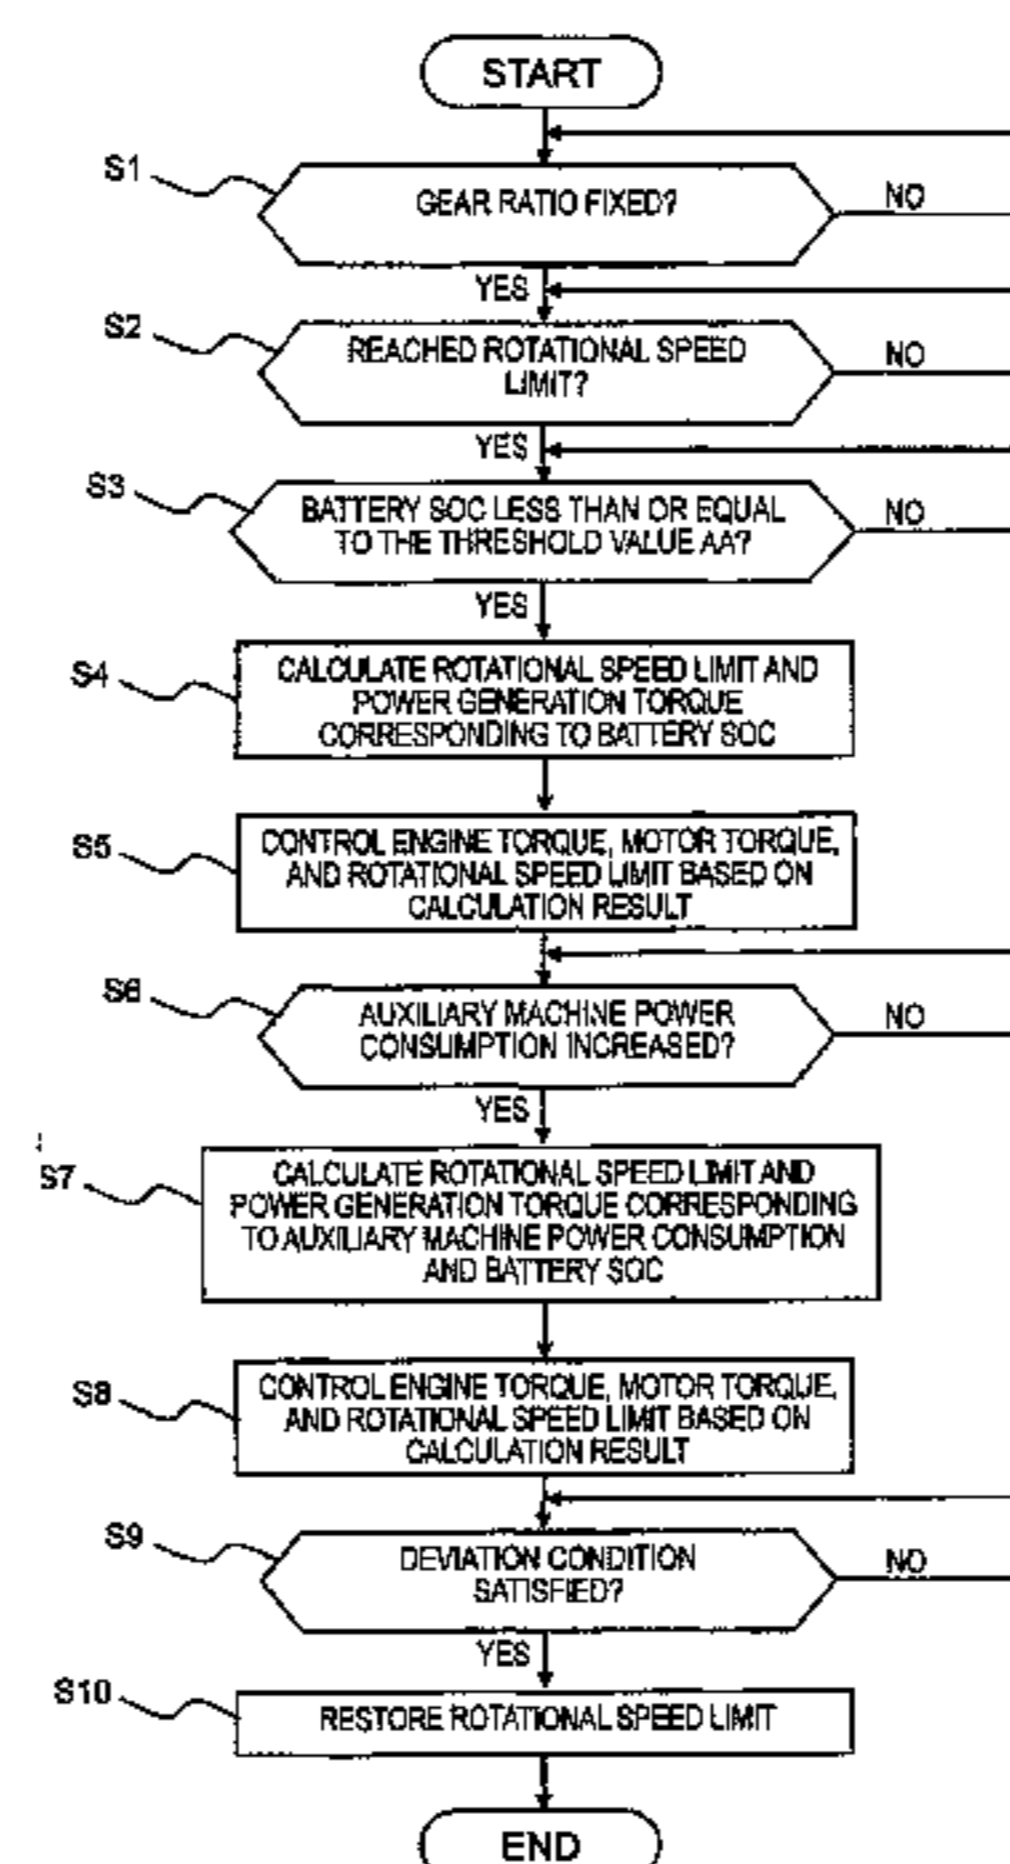 START
S1
GEAR RATIO FIXED?
NO
YES
S2
REACHED ROTATIONAL SPEED
LIMIT?
NO
YES
S3
BATTERY SOC LESS THAN OR EQUAL
TO THE THRESHOLD VALUE AA?
NO
YES
S4
CALCULATE ROTATIONAL SPEED LIMIT AND
POWER GENERATION TORQUE
CORRESPONDING TO BATTERY SOC
S5
CONTROL ENGINE TORQUE, MOTOR TORQUE,
AND ROTATIONAL SPEED LIMIT BASED ON
CALCULATION RESULT
S6
AUXILIARY MACHINE POWER
CONSUMPTION INCREASED?
NO
YES
S7
CALCULATE ROTATIONAL SPEED LIMIT AND
POWER GENERATION TORQUE CORRESPONDING
TO AUXILIARY MACHINE POWER CONSUMPTION
AND BATTERY SOC
S8
CONTROL ENGINE TORQUE, MOTOR TORQUE,
AND ROTATIONAL SPEED LIMIT BASED ON
CALCULATION RESULT
S9
DEVIATION CONDITION
SATISFIED?
NO
YES
S10
RESTORE ROTATIONAL SPEED LIMIT
END